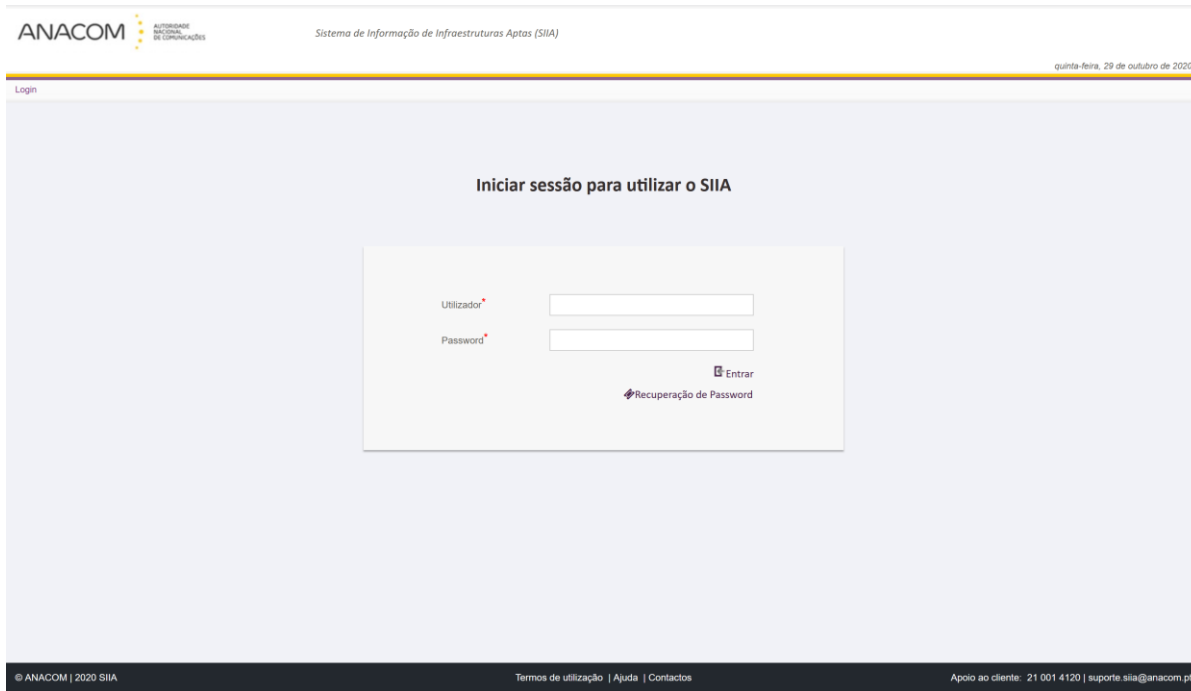 ANACOM
AUTORIDADE
NACIONAL
DE COMUNICAÇÕES
Sistema de Informação de Infraestruturas Aptas (SIIA)
quinta-feira, 29 de outubro de 2020
Login
Iniciar sessão para utilizar o SIIA
Utilizador*
Password*
Entrar
Recuperação de Password
© ANACOM | 2020 SIIA
Termos de utilização | Ajuda | Contactos
Apoio ao cliente: 21 001 4120 | suporte.siia@anacom.pt